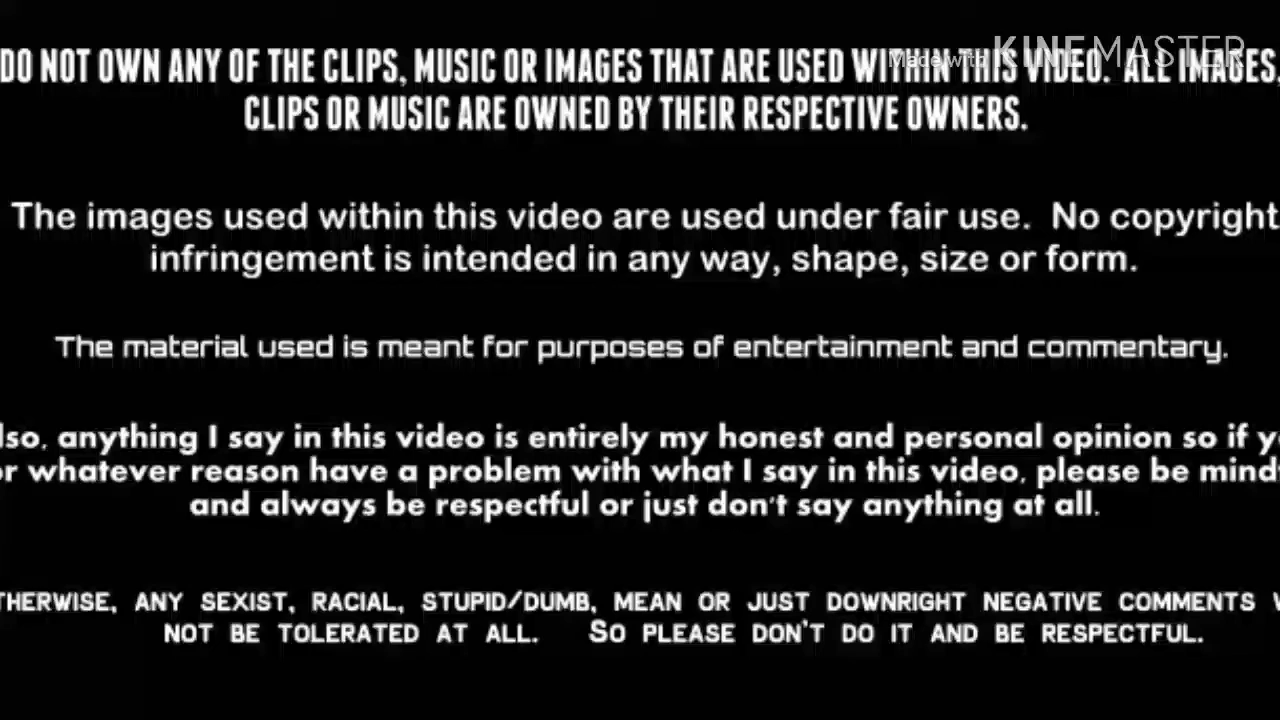 DO NOT OWN ANY OF THE CLIPS, MUSIC OR IMAGES THAT ARE USED WITHIN THIS VIDEO. ALL IMAGES,
Made with KINEMASTER
CLIPS OR MUSIC ARE OWNED BY THEIR RESPECTIVE OWNERS.
The images used within this video are used under fair use. No copyright
infringement is intended in any way, shape, size or form.
The material used is meant for purposes of entertainment and commentary.
lso, anything I say in this video is entirely my honest and personal opinion so if y
or whatever reason have a problem with what I say in this video, please be mindf
and always be respectful or just don't say anything at all.
THERWISE, ANY SEXIST, RACIAL, STUPID/DUMB, MEAN OR JUST DOWNRIGHT NEGATIVE COMMENTS W
NOT BE TOLERATED AT ALL. SO PLEASE DON'T DO IT AND BE RESPECTFUL.